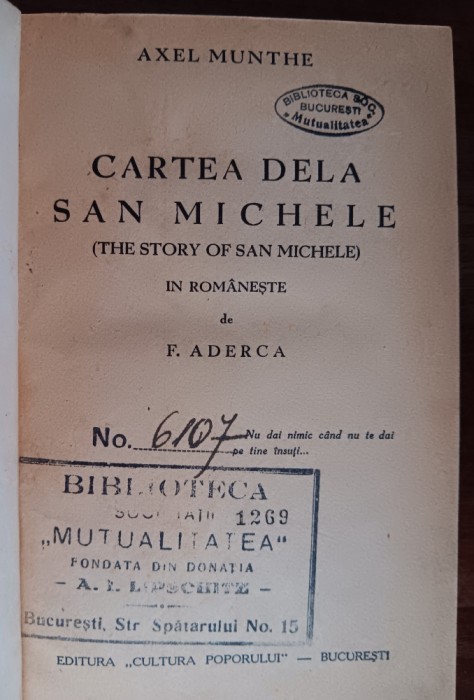 AXEL MUNTHE
BIBLIOTECA SOC.
BUCUREȘTI
„Mutualitatea"
CARTEA DELA
SAN MICHELE
(THE STORY OF SAN MICHELE)
IN ROMÂNEȘTE
de
F. ADERCA
No. 6107
Nu dai nimic când nu te dai
pe tine însuți...
BIBLIOTECA
1269
„MUTUALITATEA"
FONDATA DIN DONAȚIA
- A. I. LIPSCHITZ -
București, Str Spătarului No. 15
EDITURA „CULTURA POPORULUI" — BUCUREȘTI